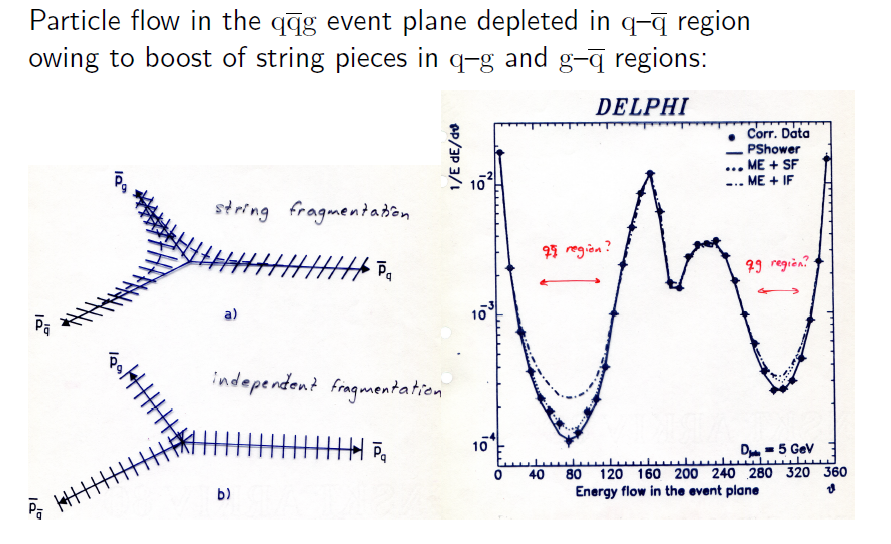 Particle flow in the qq̅g event plane depleted in q–q̅ region
owing to boost of string pieces in q–g and g–q̅ regions:
DELPHI
1/E dE/dϑ
Corr. Data
PShower
ME + SF
ME + IF
10⁻²
10⁻³
10⁻⁴
qq̅ region?
qg region?
= 5 GeV
0 40 80 120 160 200 240 280 320 360
Energy flow in the event plane ϑ
p̅g
string fragmentation
p̅q
p̅q̅
a)
p̅g
independent fragmentation
p̅q
p̅q̅
b)